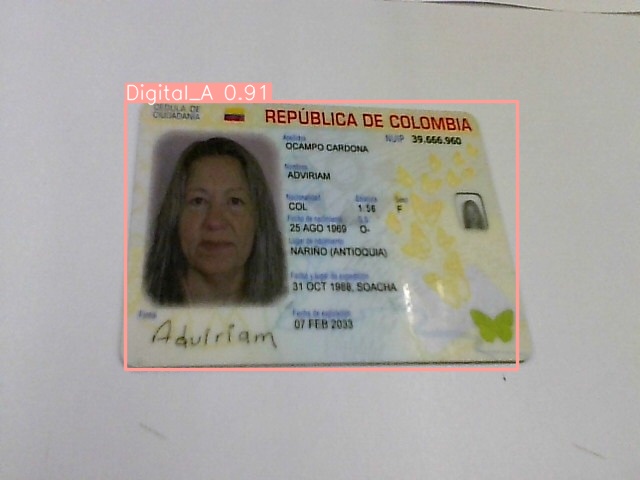 Digital_A 0.91
CÉDULA DE
CIUDADANÍA
REPÚBLICA DE COLOMBIA
Apellidos
NUIP 39.666.960
OCAMPO CARDONA
Nombres
ADVIRIAM
Nacionalidad Estatura Sexo
COL 1.56 F
Fecha de nacimiento G.S.
25 AGO 1969 O-
Lugar de nacimiento
NARIÑO (ANTIOQUIA)
Fecha y lugar de expedición
31 OCT 1988, SOACHA
Fecha de expiración
07 FEB 2033
Firma
Adviriam